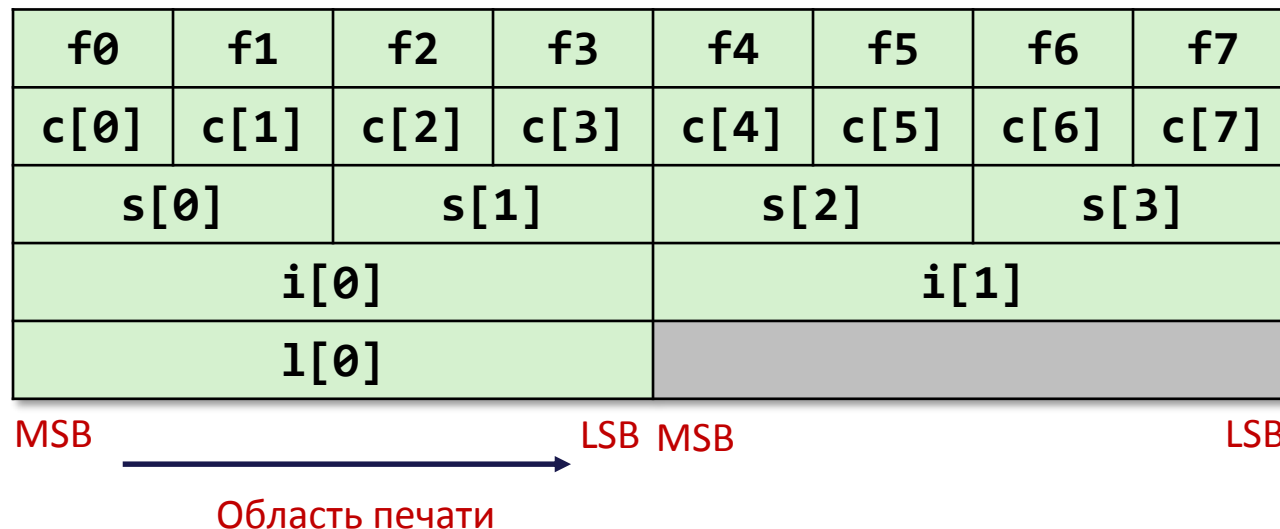 f0 f1 f2 f3 f4 f5 f6 f7
c[0] c[1] c[2] c[3] c[4] c[5] c[6] c[7]
s[0] s[1] s[2] s[3]
i[0] i[1]
l[0]
MSB LSB MSB LSB
Область печати